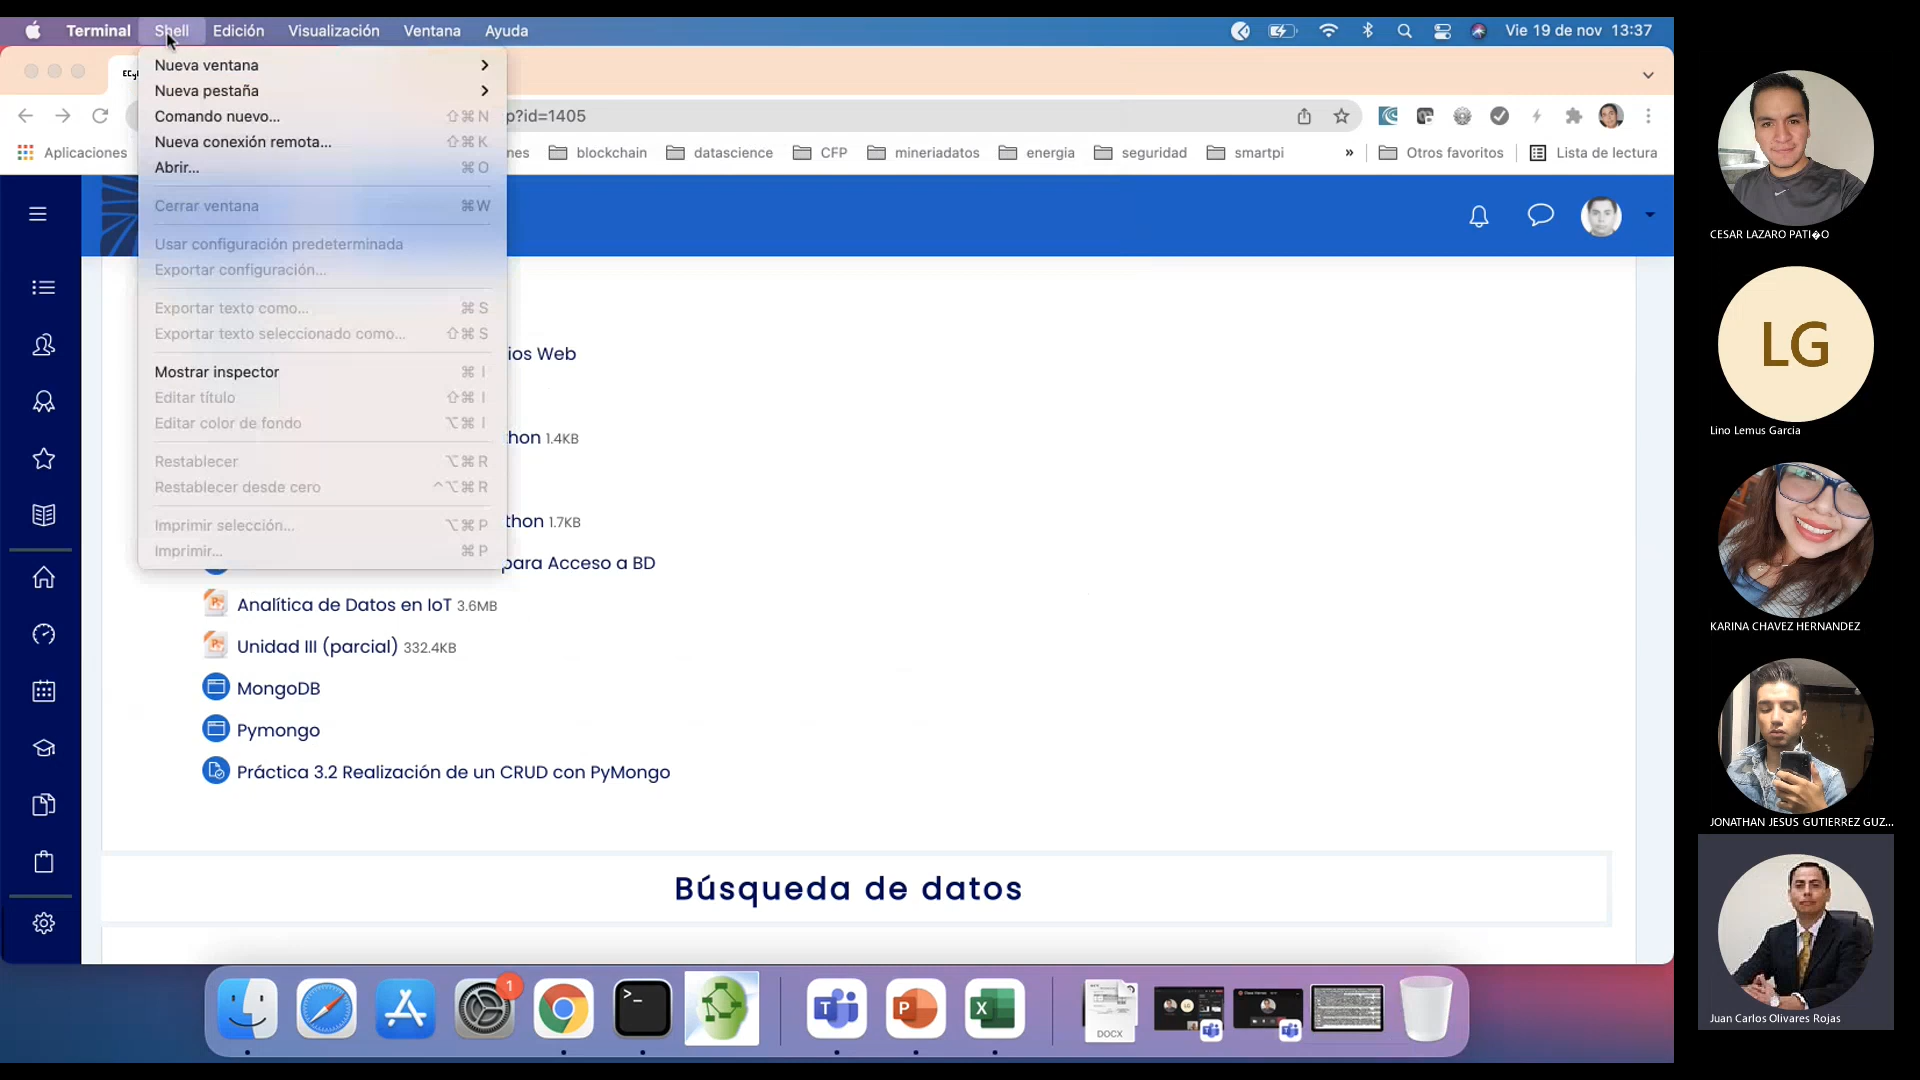 Terminal Shell Edición Visualización Ventana Ayuda Vie 19 de nov 13:37
Nueva ventana
Nueva pestaña
Comando nuevo... ⇧⌘N
Nueva conexión remota... ⇧⌘K
Abrir... ⌘O
Cerrar ventana ⌘W
Usar configuración predeterminada
Exportar configuración...
Exportar texto como... ⌘S
Exportar texto seleccionado como... ⇧⌘S
Mostrar inspector ⌘I
Editar título ⇧⌘I
Editar color de fondo ⌥⌘I
Restablecer ⌥⌘R
Restablecer desde cero ^⌥⌘R
Imprimir selección... ⌥⌘P
Imprimir... ⌘P
p?id=1405
Aplicaciones nes blockchain datascience CFP mineriadatos energia seguridad smartpi » Otros favoritos Lista de lectura
ios Web
thon 1.4KB
thon 1.7KB
para Acceso a BD
Analítica de Datos en IoT 3.6MB
Unidad III (parcial) 332.4KB
MongoDB
Pymongo
Práctica 3.2 Realización de un CRUD con PyMongo
Búsqueda de datos
1
DOCX
CESAR LAZARO PATI�O
LG
Lino Lemus Garcia
KARINA CHAVEZ HERNANDEZ
JONATHAN JESUS GUTIERREZ GUZ...
Juan Carlos Olivares Rojas